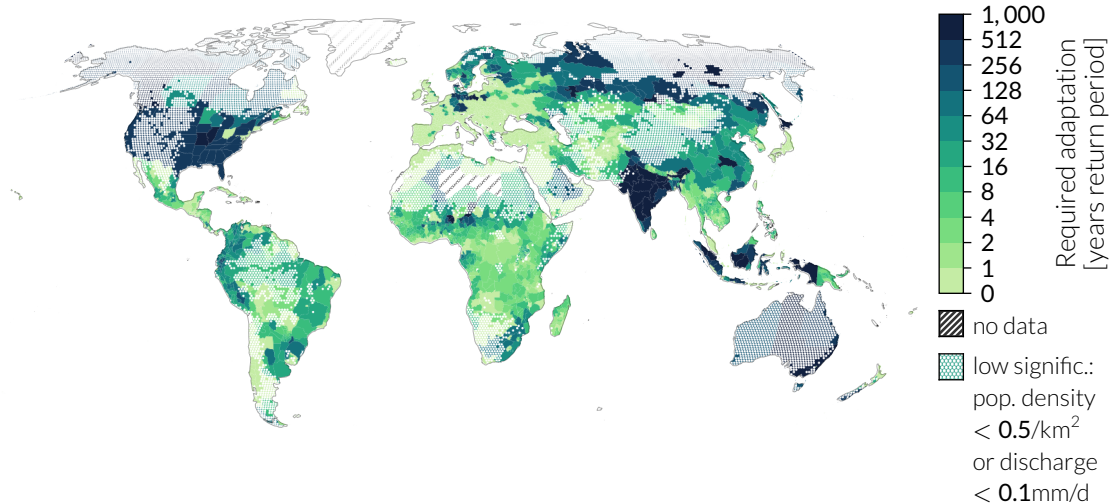 1,000
512
256
128
64
32
16
8
4
2
1
0
Required adaptation
[years return period]
no data
low signific.:
pop. density
< 0.5/km²
or discharge
< 0.1mm/d